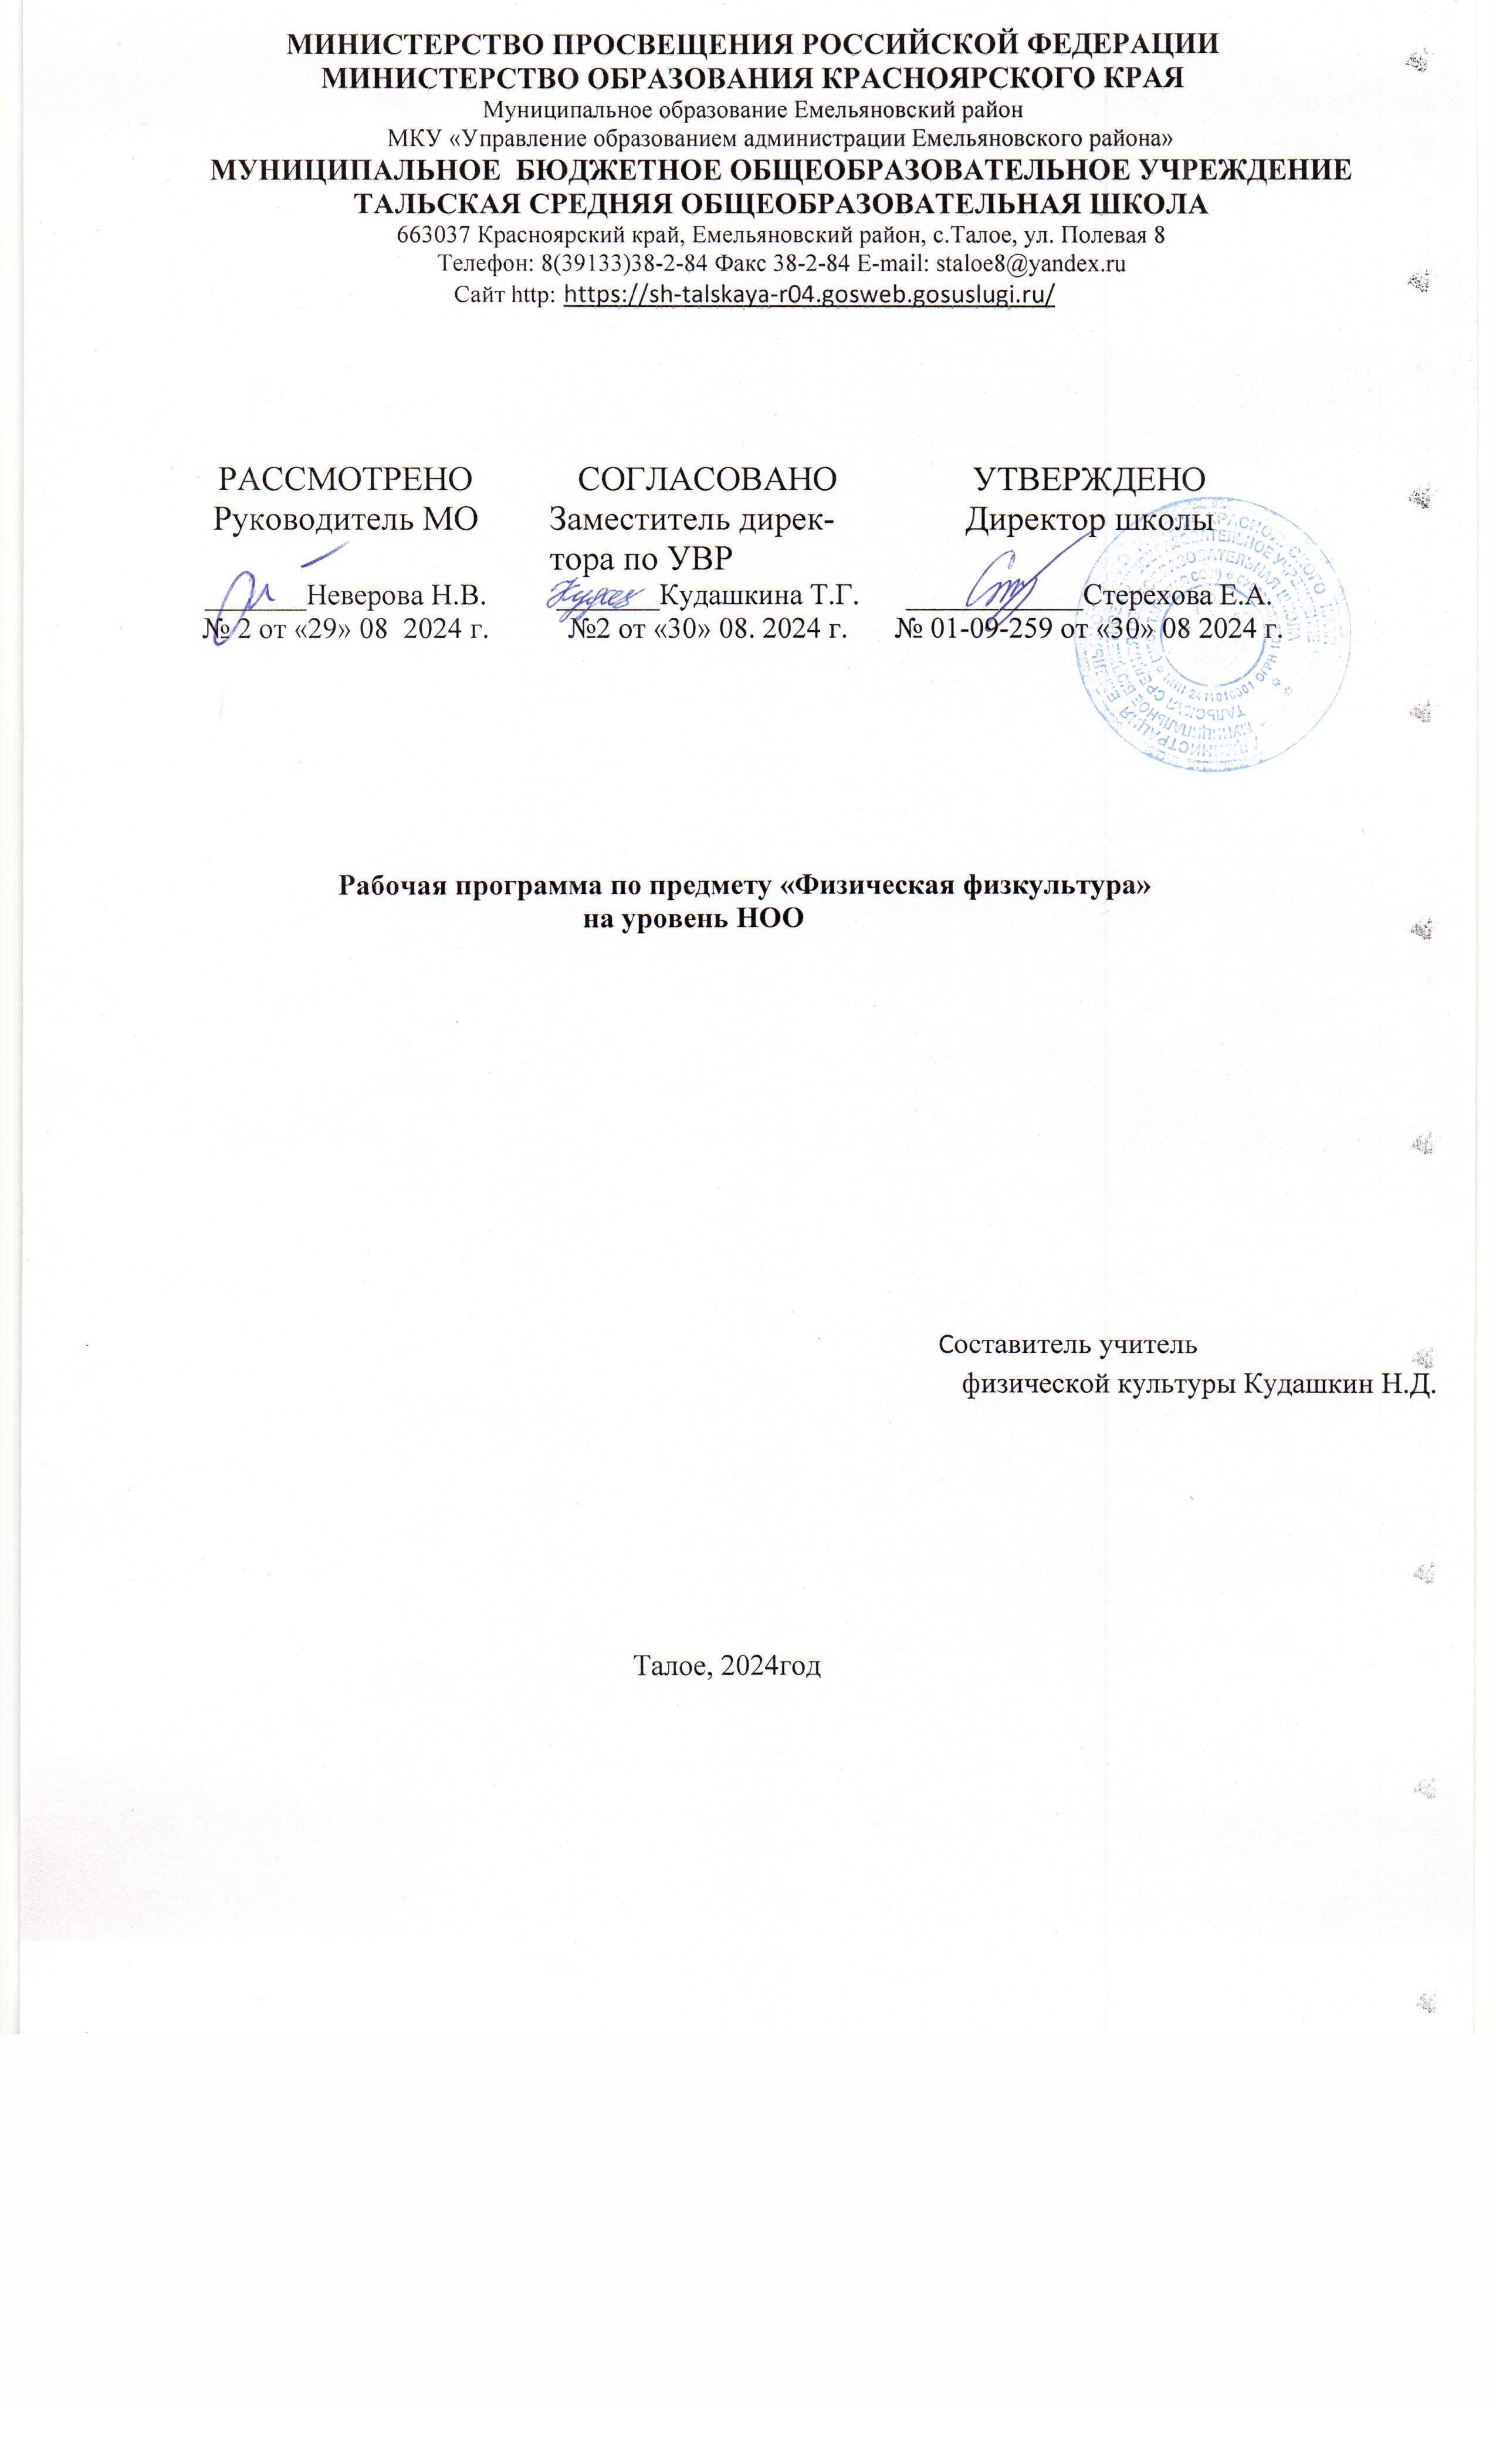 МИНИСТЕРСТВО ПРОСВЕЩЕНИЯ РОССИЙСКОЙ ФЕДЕРАЦИИ
МИНИСТЕРСТВО ОБРАЗОВАНИЯ КРАСНОЯРСКОГО КРАЯ
Муниципальное образование Емельяновский район
МКУ «Управление образованием администрации Емельяновского района»
МУНИЦИПАЛЬНОЕ БЮДЖЕТНОЕ ОБЩЕОБРАЗОВАТЕЛЬНОЕ УЧРЕЖДЕНИЕ
ТАЛЬСКАЯ СРЕДНЯЯ ОБЩЕОБРАЗОВАТЕЛЬНАЯ ШКОЛА
663037 Красноярский край, Емельяновский район, с.Талое, ул. Полевая 8
Телефон: 8(39133)38-2-84 Факс 38-2-84 E-mail: staloe8@yandex.ru
Сайт http: https://sh-talskaya-r04.gosweb.gosuslugi.ru/
РАССМОТРЕНО
Руководитель МО
_______Неверова Н.В.
№ 2 от «29» 08 2024 г.
СОГЛАСОВАНО
Заместитель дирек-
тора по УВР
_______Кудашкина Т.Г.
№2 от «30» 08. 2024 г.
УТВЕРЖДЕНО
Директор школы
____________Стерехова Е.А.
№ 01-09-259 от «30» 08 2024 г.
Рабочая программа по предмету «Физическая физкультура»
на уровень НОО
Составитель учитель
физической культуры Кудашкин Н.Д.
Талое, 2024год